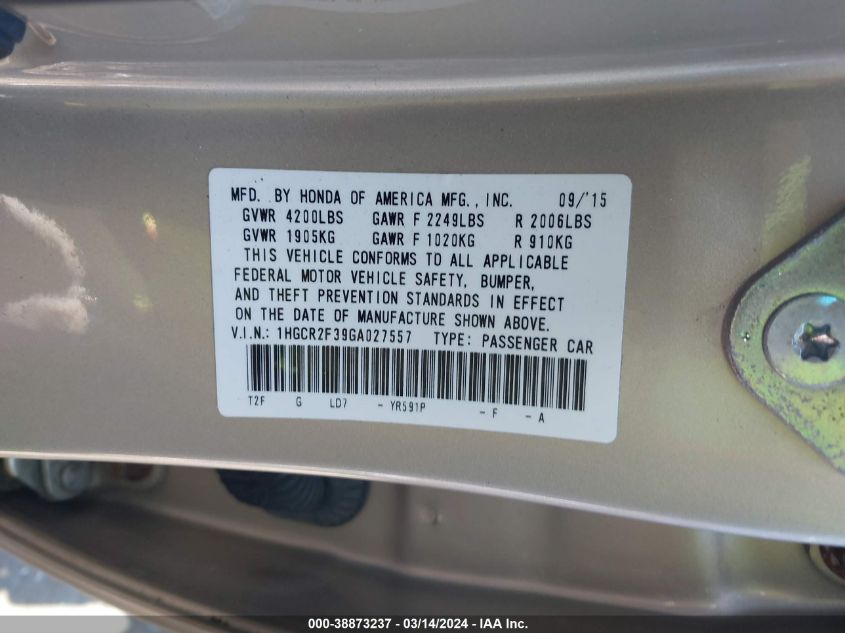 MFD. BY HONDA OF AMERICA MFG., INC. 09/'15
GVWR 4200LBS GAWR F 2249LBS R 2006LBS
GVWR 1905KG GAWR F 1020KG R 910KG
THIS VEHICLE CONFORMS TO ALL APPLICABLE
FEDERAL MOTOR VEHICLE SAFETY, BUMPER,
AND THEFT PREVENTION STANDARDS IN EFFECT
ON THE DATE OF MANUFACTURE SHOWN ABOVE.
V.I.N.: 1HGCR2F39GA027557 TYPE: PASSENGER CAR
T2F G LD7 - YR591P - F - A
000-38873237 - 03/14/2024 - IAA Inc.